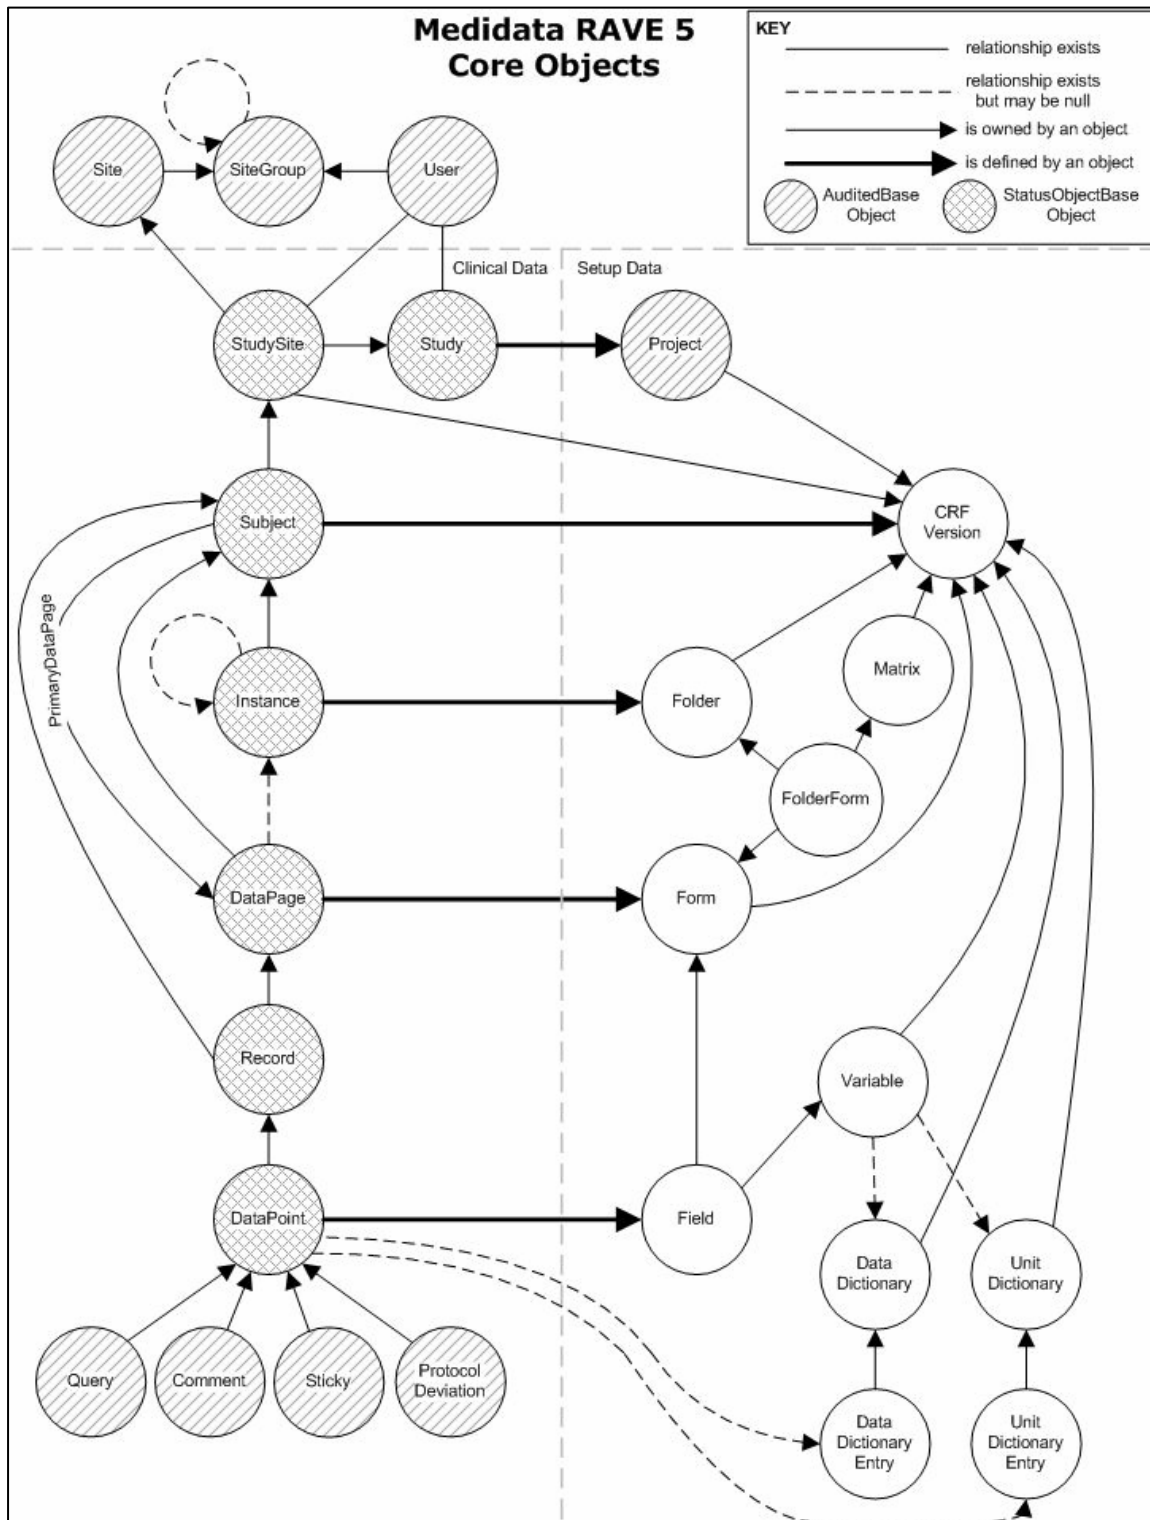 Medidata RAVE 5
Core Objects
KEY
relationship exists
relationship exists
but may be null
is owned by an object
is defined by an object
AuditedBase
Object
StatusObjectBase
Object
Site
SiteGroup
User
Clinical Data
Setup Data
StudySite
Study
Project
Subject
CRF
Version
PrimaryDataPage
Instance
Folder
Matrix
FolderForm
DataPage
Form
Record
Variable
DataPoint
Field
Data
Dictionary
Unit
Dictionary
Query
Comment
Sticky
Protocol
Deviation
Data
Dictionary
Entry
Unit
Dictionary
Entry